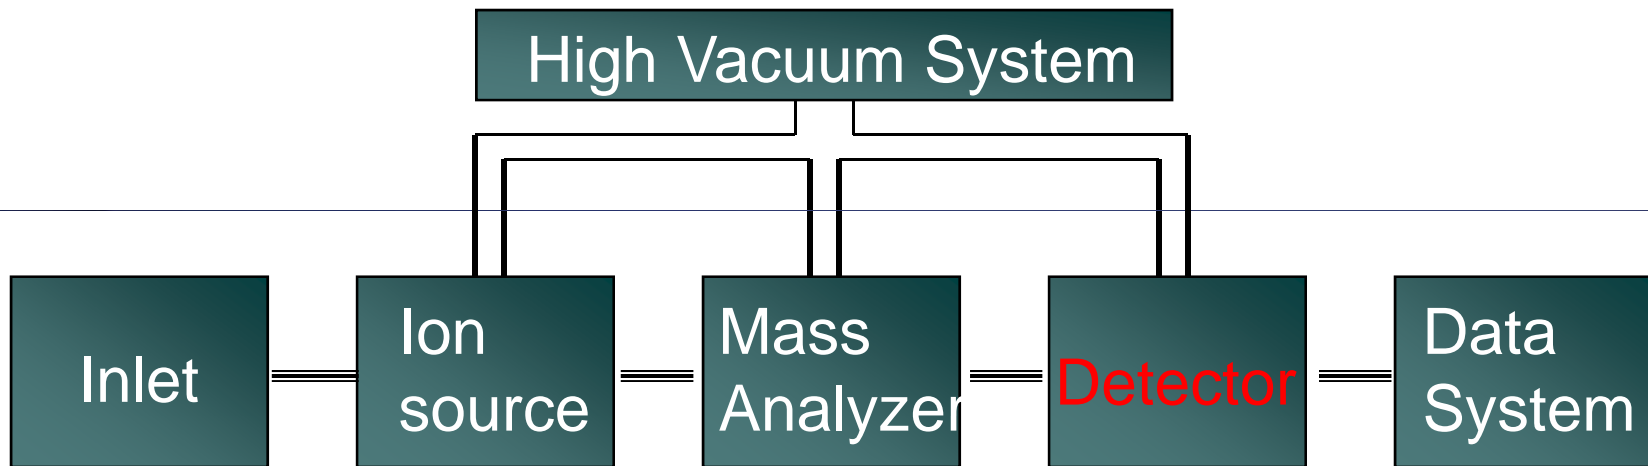 High Vacuum System
Inlet
Ion
source
Mass
Analyzer
Detector
Data
System